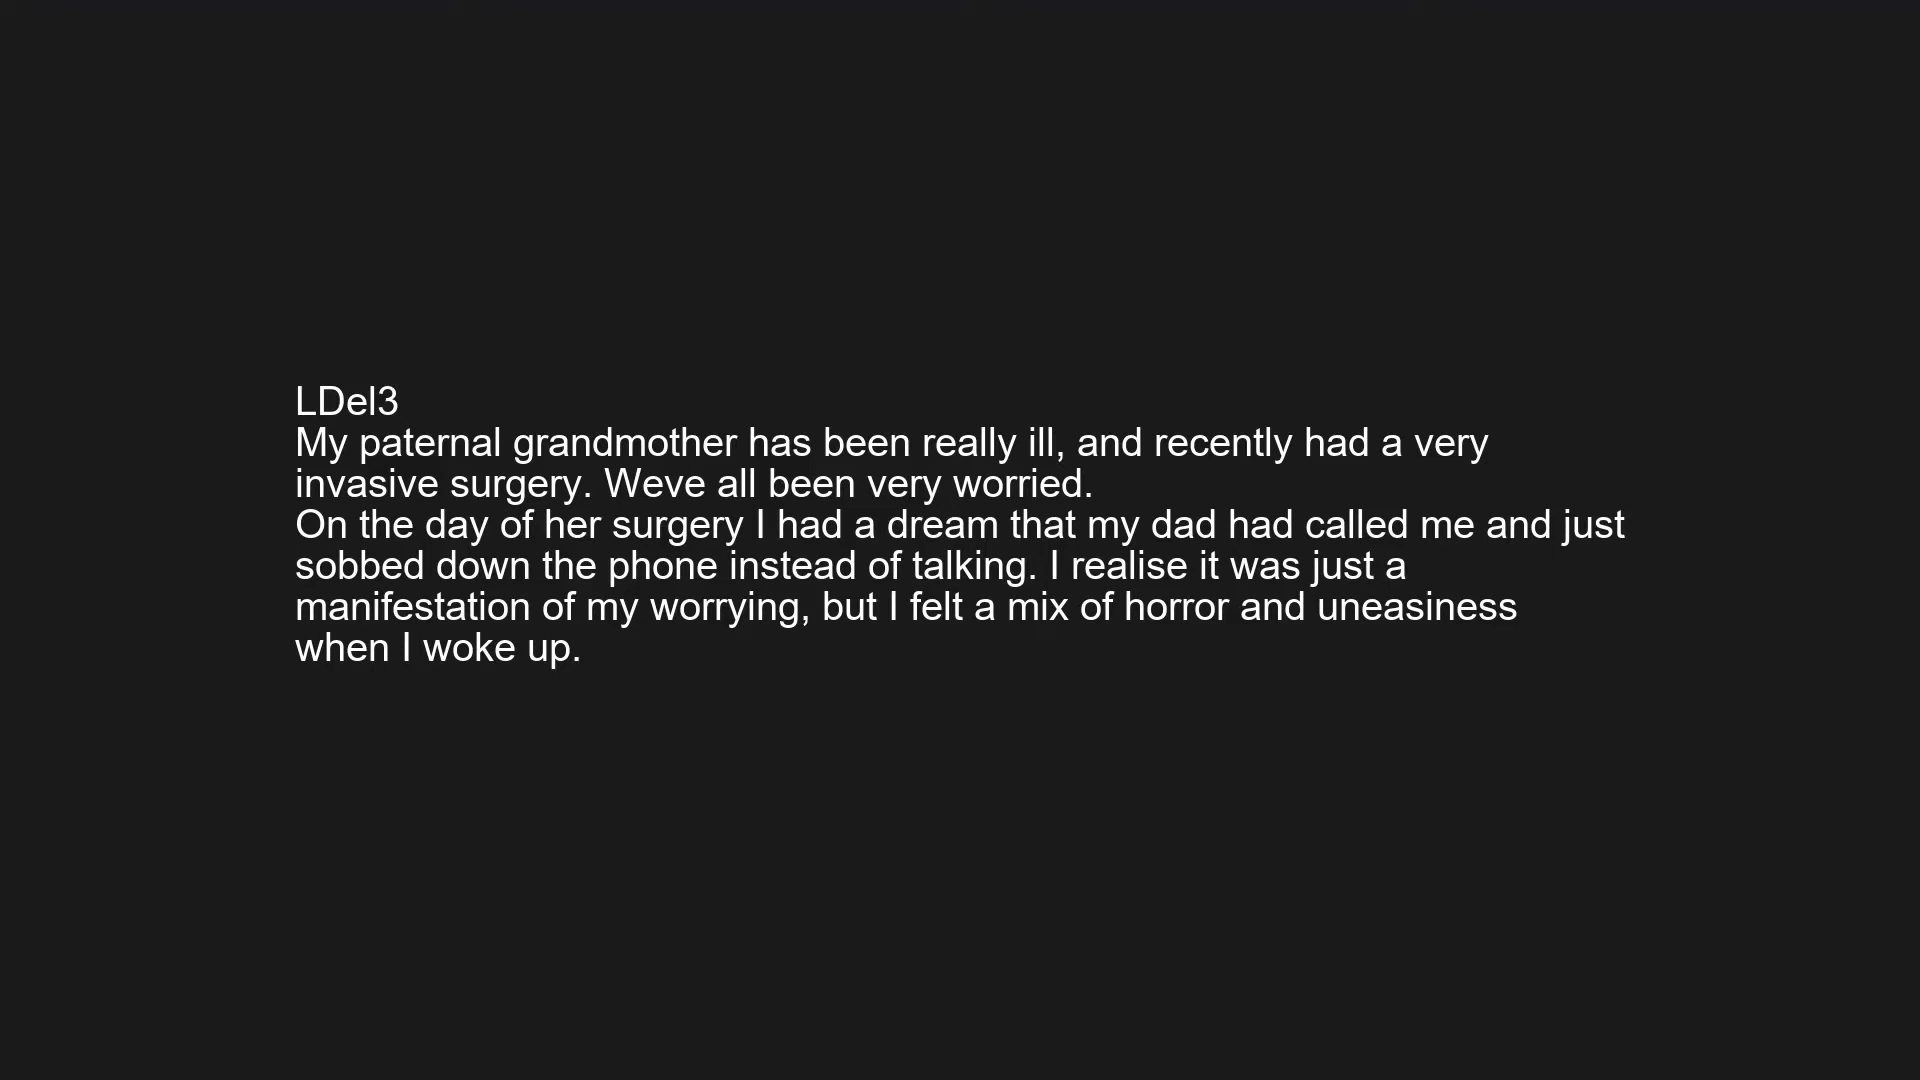 LDel3
My paternal grandmother has been really ill, and recently had a very
invasive surgery. Weve all been very worried.
On the day of her surgery I had a dream that my dad had called me and just
sobbed down the phone instead of talking. I realise it was just a
manifestation of my worrying, but I felt a mix of horror and uneasiness
when I woke up.